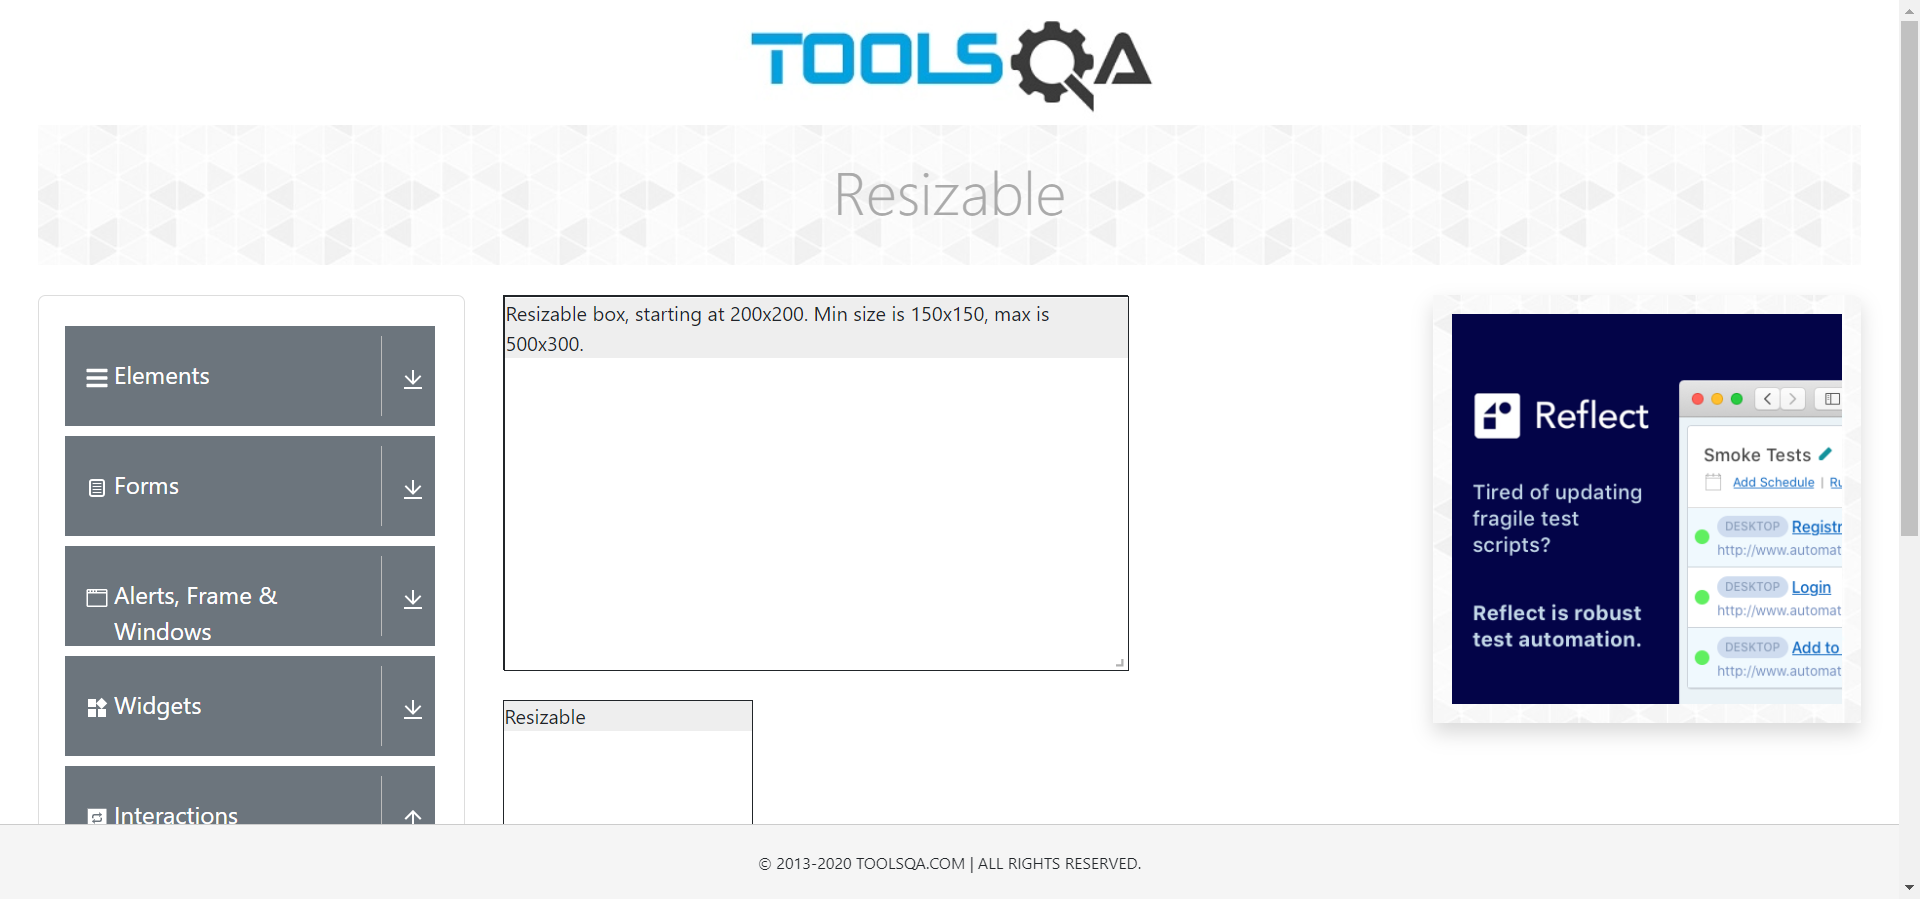 TOOLSQA
Resizable
Elements
Forms
Alerts, Frame &
Windows
Widgets
Interactions
Resizable box, starting at 200x200. Min size is 150x150, max is
500x300.
Resizable
Reflect
Tired of updating
fragile test
scripts?
Reflect is robust
test automation.
Smoke Tests
Add Schedule | Ru
DESKTOP Registr
http://www.automat
DESKTOP Login
http://www.automat
DESKTOP Add to
http://www.automat
© 2013-2020 TOOLSQA.COM | ALL RIGHTS RESERVED.